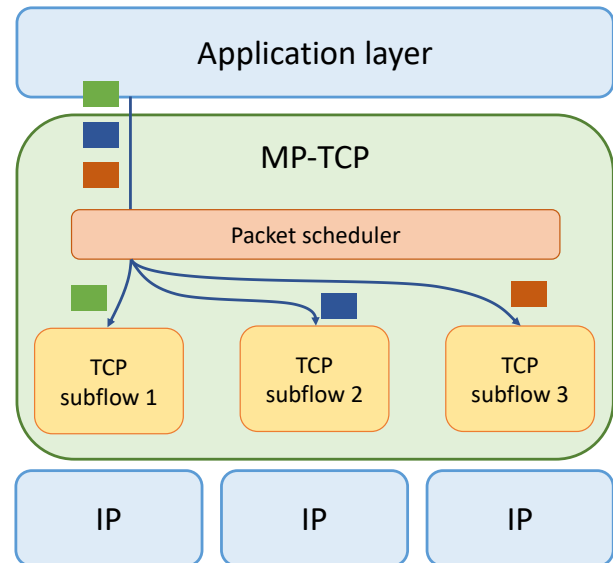 Application layer
MP-TCP
Packet scheduler
TCP
subflow 1
TCP
subflow 2
TCP
subflow 3
IP
IP
IP